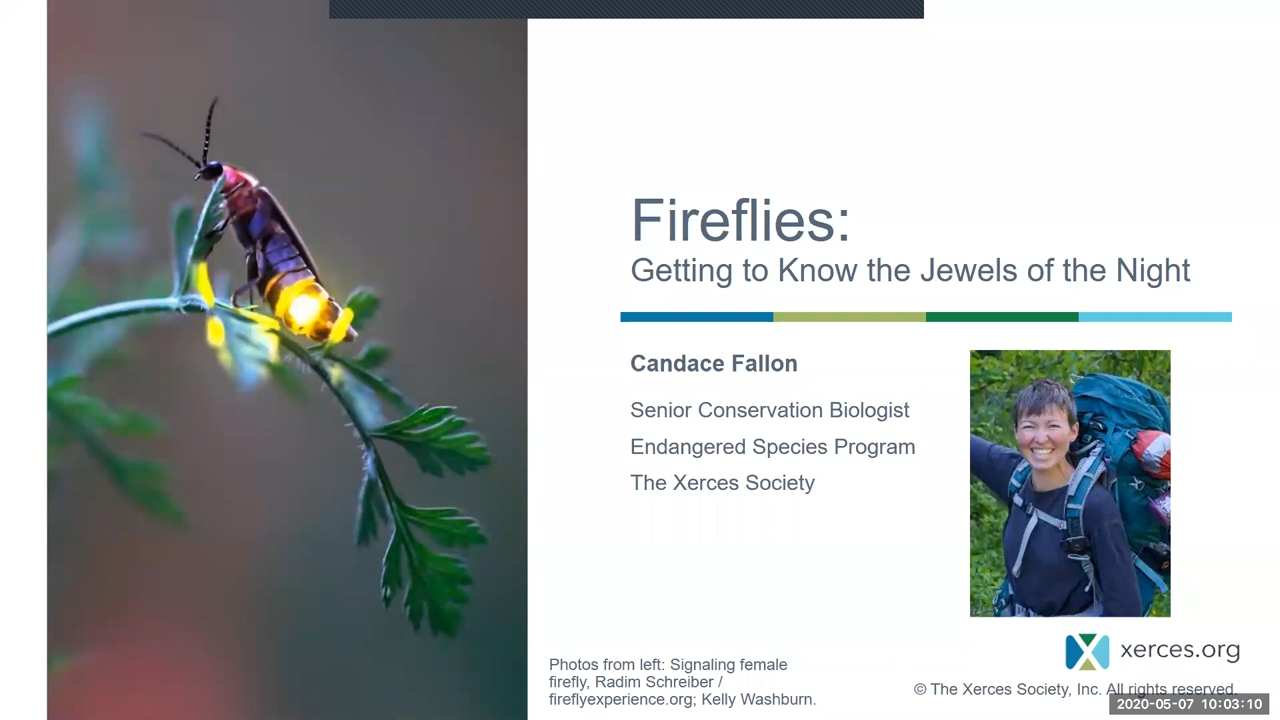 Fireflies:
Getting to Know the Jewels of the Night
Candace Fallon
Senior Conservation Biologist
Endangered Species Program
The Xerces Society
Photos from left: Signaling female
firefly, Radim Schreiber /
fireflyexperience.org; Kelly Washburn.
xerces.org
© The Xerces Society, Inc. All rights reserved.
2020-05-07 10:03:10